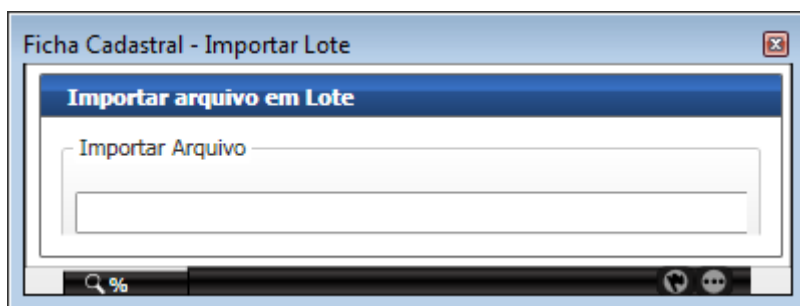 Ficha Cadastral - Importar Lote
Importar arquivo em Lote
Importar Arquivo
%